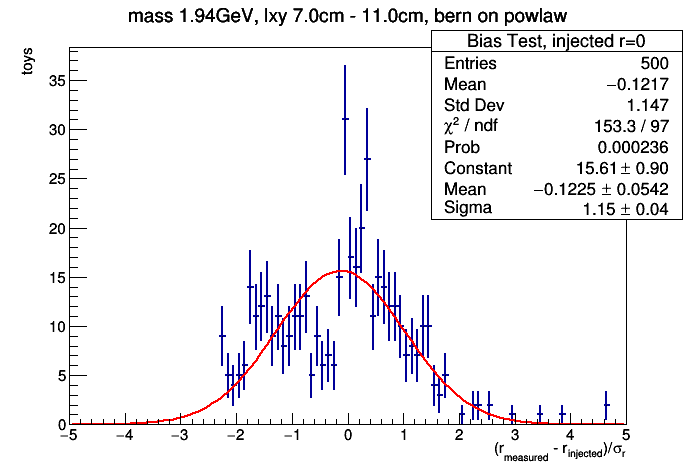 mass 1.94GeV, lxy 7.0cm - 11.0cm, bern on powlaw
Bias Test, injected r=0
Entries 500
Mean −0.1217
Std Dev 1.147
χ² / ndf 153.3 / 97
Prob 0.000236
Constant 15.61 ± 0.90
Mean −0.1225 ± 0.0542
Sigma 1.15 ± 0.04
toys
35
30
25
20
15
10
5
0
−5 −4 −3 −2 −1 0 1 2 3 4 5
(r_measured - r_injected)/σ_r